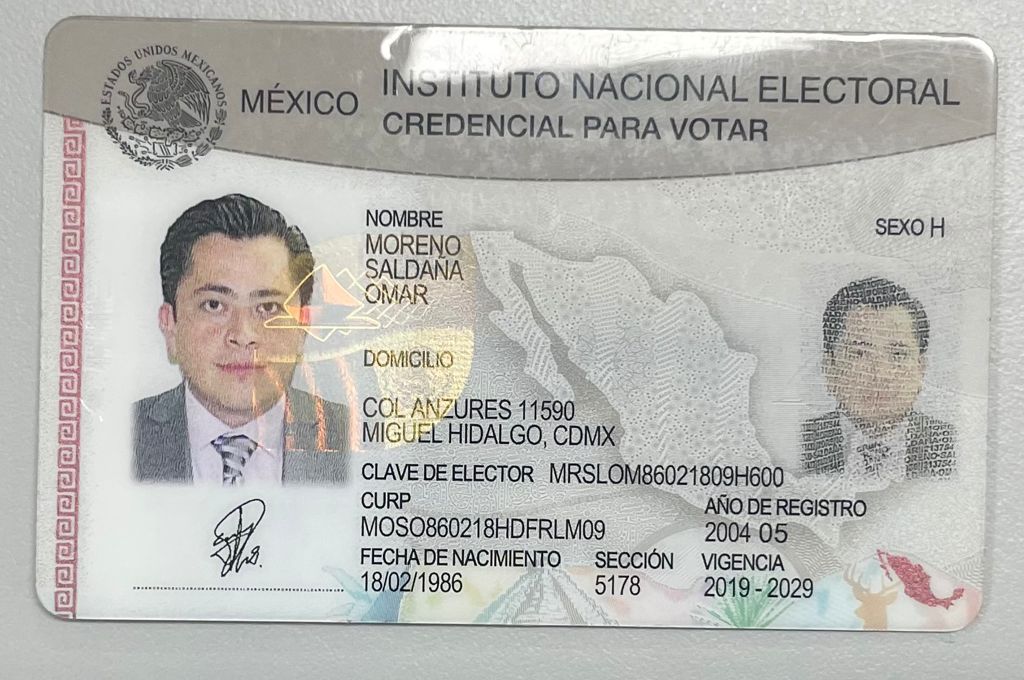 ESTADOS UNIDOS MEXICANOS
MÉXICO
INSTITUTO NACIONAL ELECTORAL
CREDENCIAL PARA VOTAR
NOMBRE
MORENO
SALDAÑA
OMAR
SEXO H
DOMICILIO
COL ANZURES 11590
MIGUEL HIDALGO, CDMX
CLAVE DE ELECTOR MRSLOM86021809H600
CURP
MOSO860218HDFRLM09
AÑO DE REGISTRO
2004 05
FECHA DE NACIMIENTO
18/02/1986
SECCIÓN
5178
VIGENCIA
2019 - 2029